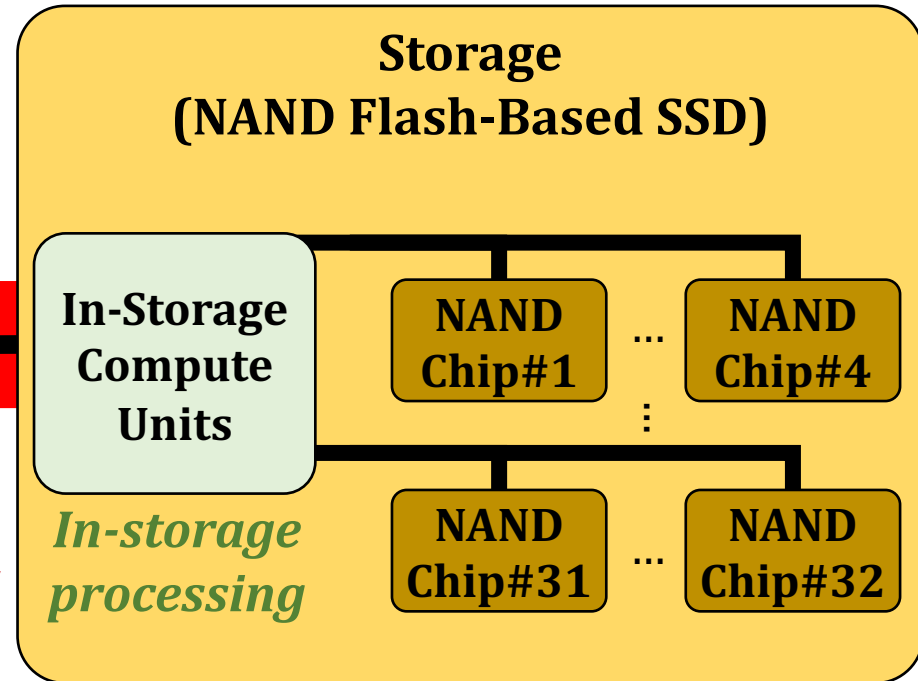 Storage
(NAND Flash-Based SSD)
In-Storage
Compute
Units
NAND
Chip#1
...
NAND
Chip#4
⋮
In-storage
processing
NAND
Chip#31
...
NAND
Chip#32